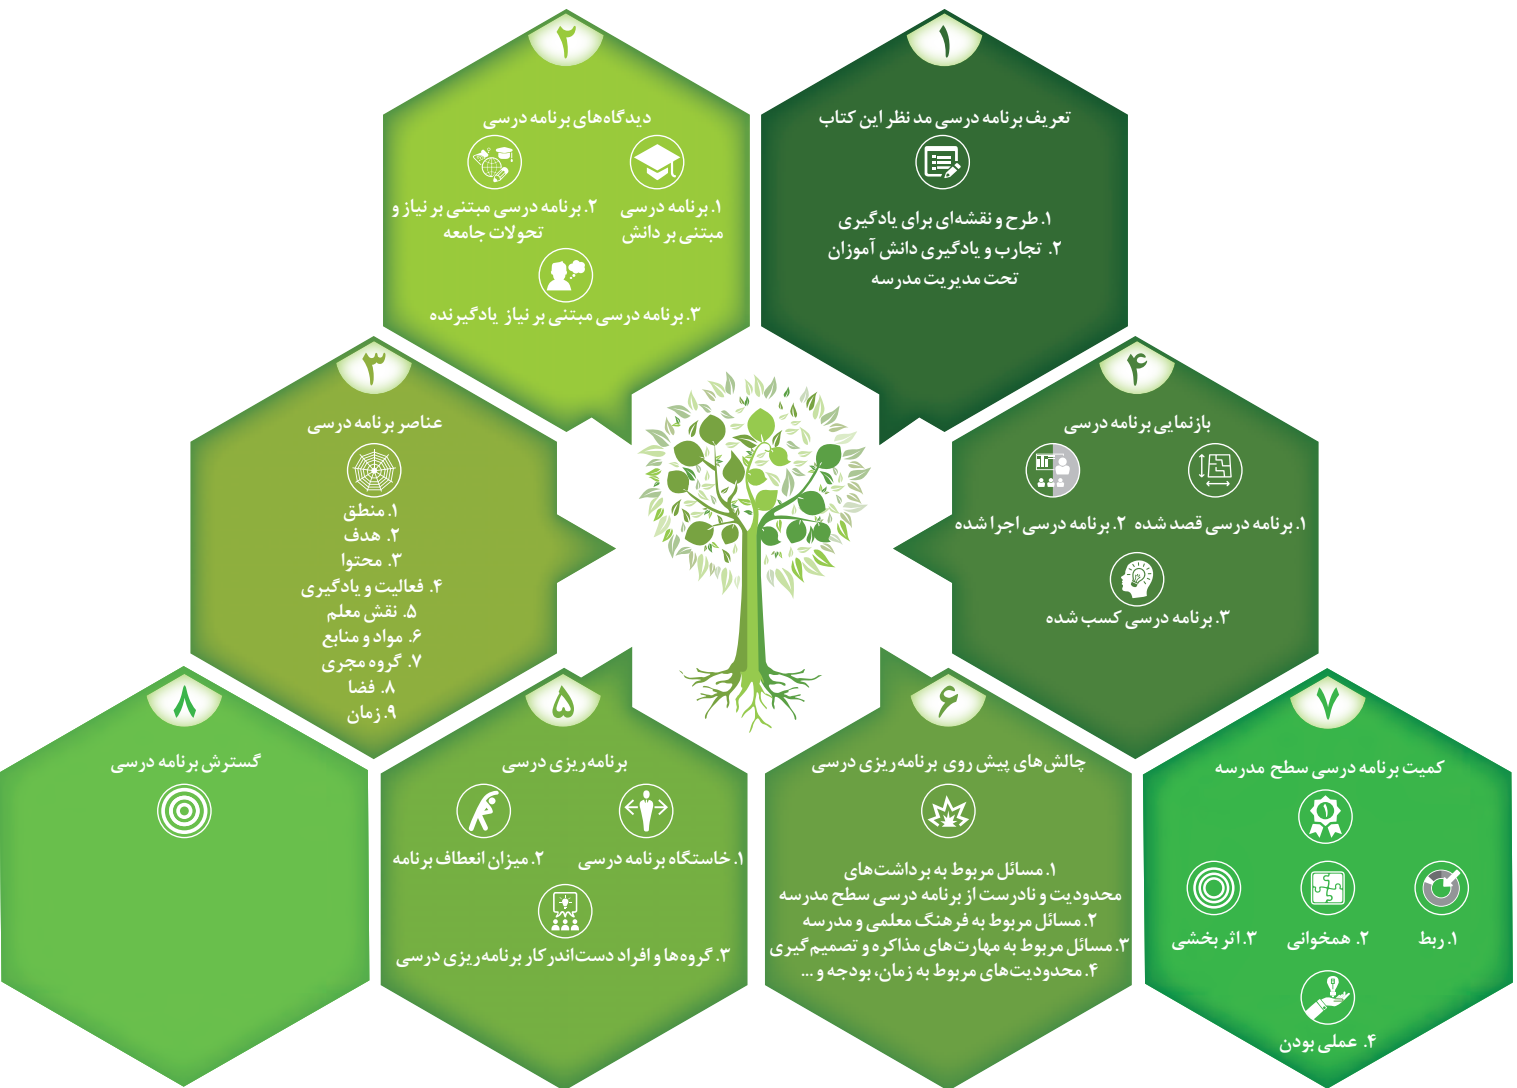 ۱
تعریف برنامه درسی مد نظر این کتاب
۱. طرح و نقشه‌ای برای یادگیری
۲. تجارب و یادگیری دانش آموزان
تحت مدیریت مدرسه
۲
دیدگاه‌های برنامه درسی
۱. برنامه درسی
مبتنی بر دانش
۲. برنامه درسی مبتنی بر نیاز و
تحولات جامعه
۳. برنامه درسی مبتنی بر نیاز یادگیرنده
۳
عناصر برنامه درسی
۱. منطق
۲. هدف
۳. محتوا
۴. فعالیت و یادگیری
۵. نقش معلم
۶. مواد و منابع
۷. گروه مجری
۸. فضا
۹. زمان
۴
بازنمایی برنامه درسی
۱. برنامه درسی قصد شده
۲. برنامه درسی اجرا شده
۳. برنامه درسی کسب شده
۵
برنامه‌ریزی درسی
۱. خاستگاه برنامه درسی
۲. میزان انعطاف برنامه
۳. گروه‌ها و افراد دست‌اندرکار برنامه‌ریزی درسی
۶
چالش‌های پیش روی برنامه‌ریزی درسی
۱. مسائل مربوط به برداشت‌های
محدودیت و نادرست از برنامه درسی سطح مدرسه
۲. مسائل مربوط به فرهنگ معلمی و مدرسه
۳. مسائل مربوط به مهارت‌های مذاکره و تصمیم‌گیری
۴. محدودیت‌های مربوط به زمان، بودجه و ...
۷
کمیت برنامه درسی سطح مدرسه
۱
۱. ربط
۲. همخوانی
۳. اثر بخشی
۴. عملی بودن
۸
گسترش برنامه درسی